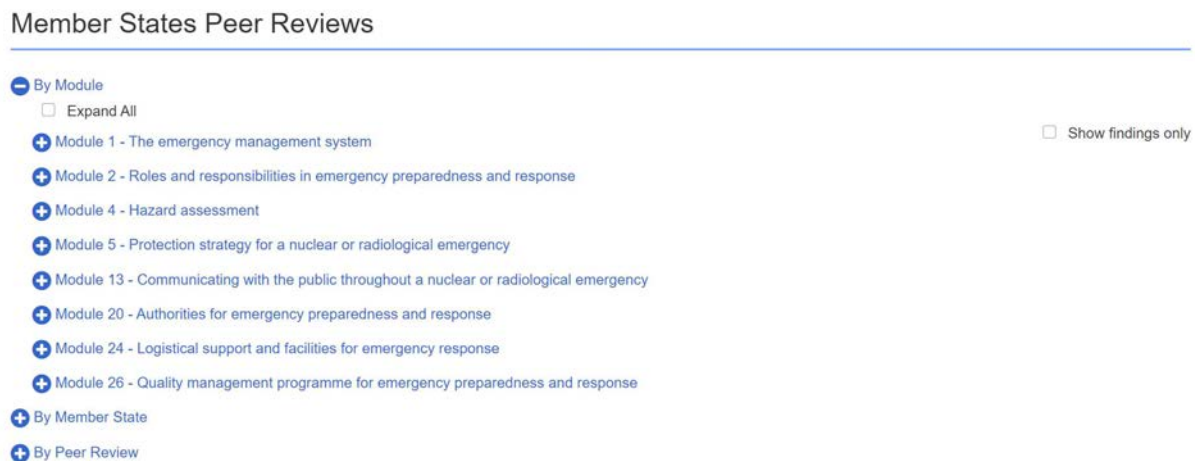 Member States Peer Reviews
By Module
Expand All
Show findings only
Module 1 - The emergency management system
Module 2 - Roles and responsibilities in emergency preparedness and response
Module 4 - Hazard assessment
Module 5 - Protection strategy for a nuclear or radiological emergency
Module 13 - Communicating with the public throughout a nuclear or radiological emergency
Module 20 - Authorities for emergency preparedness and response
Module 24 - Logistical support and facilities for emergency response
Module 26 - Quality management programme for emergency preparedness and response
By Member State
By Peer Review